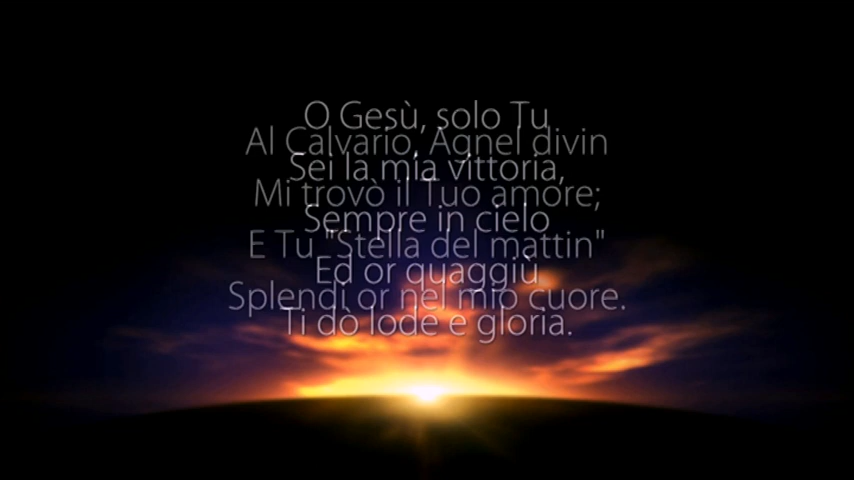 O Gesù, solo Tu
Al Calvario, Agnel divin
Sei la mia vittoria,
Mi trovò il Tuo amore;
Sempre in cielo
E Tu "Stella del mattin"
Ed or quaggiù
Splendi or nel mio cuore.
Ti dò lode e gloria.